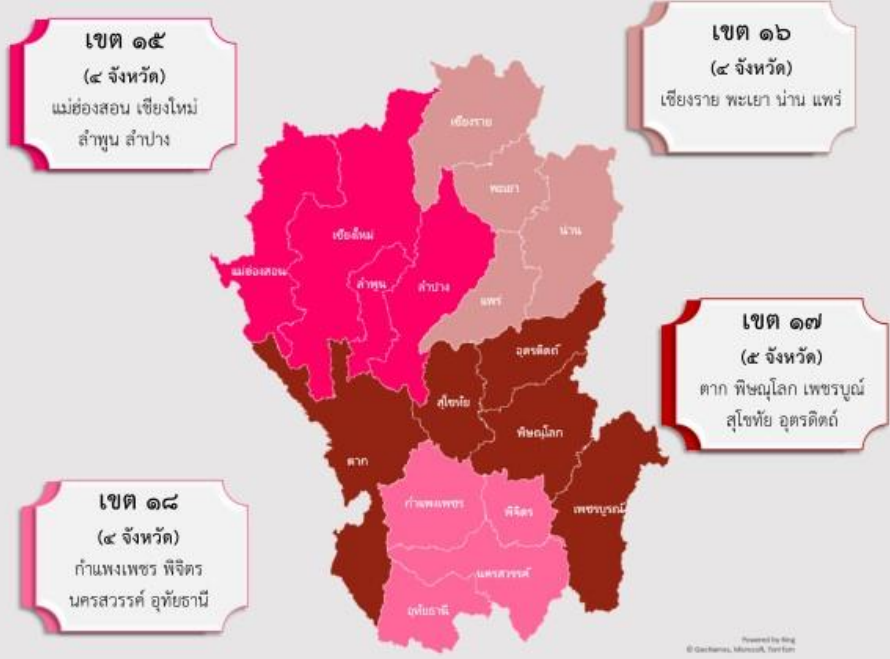 เขต ๑๕
(๔ จังหวัด)
แม่ฮ่องสอน เชียงใหม่
ลำพูน ลำปาง
เขต ๑๖
(๔ จังหวัด)
เชียงราย พะเยา น่าน แพร่
เชียงราย
พะเยา
น่าน
เชียงใหม่
แม่ฮ่องสอน
ลำพูน
ลำปาง
แพร่
เขต ๑๗
(๕ จังหวัด)
ตาก พิษณุโลก เพชรบูณ์
สุโขทัย อุตรดิตถ์
อุตรดิตถ์
สุโขทัย
พิษณุโลก
ตาก
กำแพงเพชร
พิจิตร
เพชรบูรณ์
นครสวรรค์
อุทัยธานี
เขต ๑๘
(๔ จังหวัด)
กำแพงเพชร พิจิตร
นครสวรรค์ อุทัยธานี
Powered by Bing
© GeoNames, Microsoft, TomTom